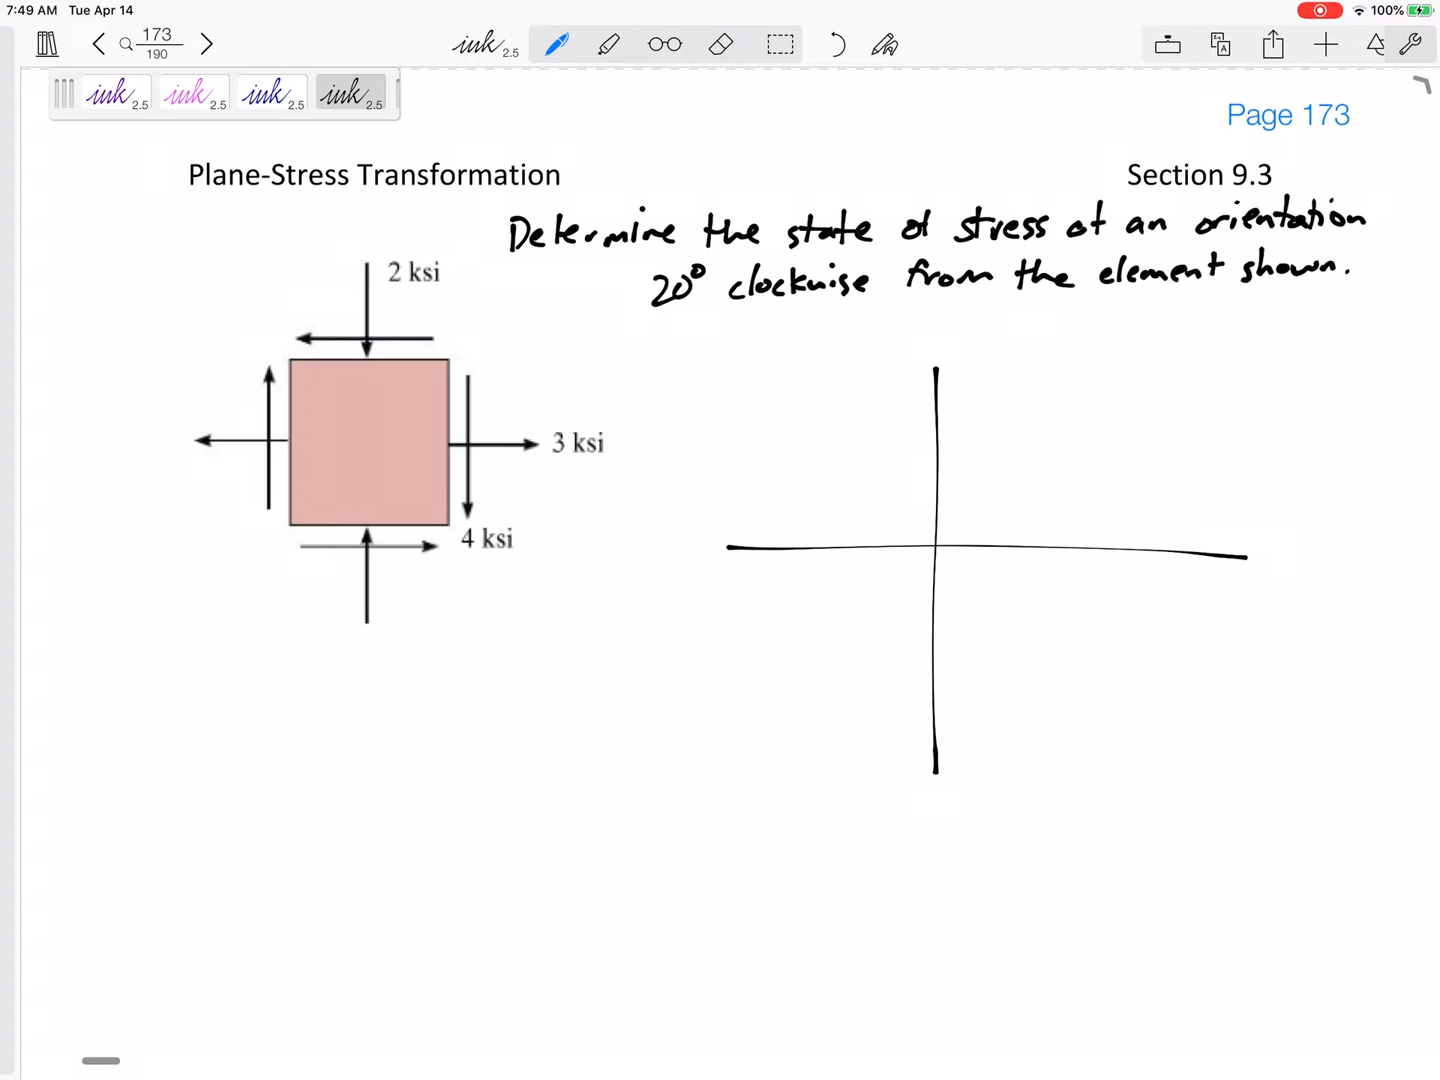 7:49 AM Tue Apr 14
100%
173
190
ink 2.5
ink 2.5
ink 2.5
ink 2.5
ink 2.5
Page 173
Plane-Stress Transformation
Section 9.3
Determine the state of stress at an orientation
20° clockwise from the element shown.
2 ksi
3 ksi
4 ksi